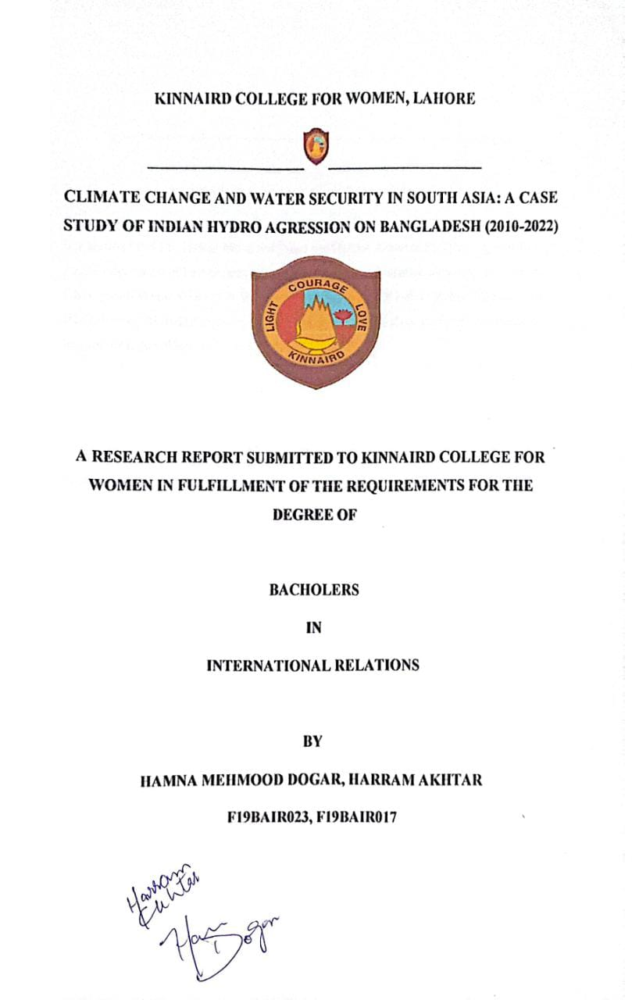 KINNAIRD COLLEGE FOR WOMEN, LAHORE
CLIMATE CHANGE AND WATER SECURITY IN SOUTH ASIA: A CASE
STUDY OF INDIAN HYDRO AGRESSION ON BANGLADESH (2010-2022)
COURAGE
LIGHT
LOVE
KINNAIRD
A RESEARCH REPORT SUBMITTED TO KINNAIRD COLLEGE FOR
WOMEN IN FULFILLMENT OF THE REQUIREMENTS FOR THE
DEGREE OF
BACHOLERS
IN
INTERNATIONAL RELATIONS
BY
HAMNA MEHMOOD DOGAR, HARRAM AKHTAR
F19BAIR023, F19BAIR017
Harram
Dogar